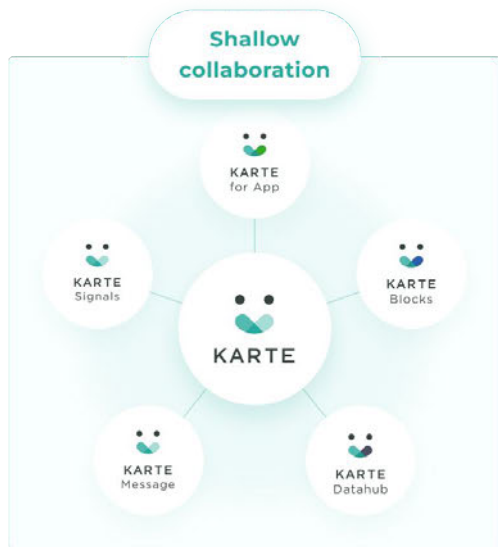 Shallow
collaboration
KARTE
for App
KARTE
Signals
KARTE
Blocks
KARTE
KARTE
Message
KARTE
Datahub